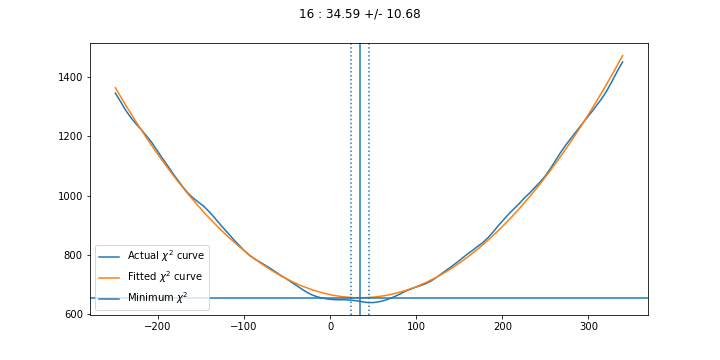 16 : 34.59 +/- 10.68
1400
1200
1000
800
600
Actual χ² curve
Fitted χ² curve
Minimum χ²
−200
−100
0
100
200
300